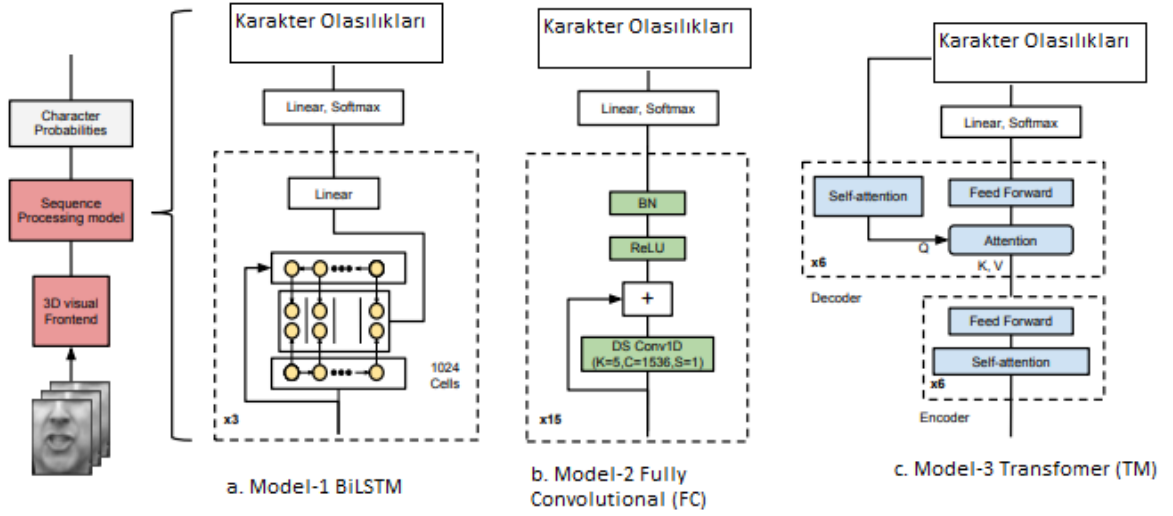 Character
Probabilities
Sequence
Processing model
3D visual
Frontend
Karakter Olasılıkları
Linear, Softmax
Linear
1024
Cells
x3
a. Model-1 BiLSTM
Karakter Olasılıkları
Linear, Softmax
BN
ReLU
+
DS Conv1D
(K=5,C=1536,S=1)
x15
b. Model-2 Fully
Convolutional (FC)
Karakter Olasılıkları
Linear, Softmax
Self-attention
Feed Forward
Attention
Q
K, V
x6
Decoder
Feed Forward
Self-attention
x6
Encoder
c. Model-3 Transfomer (TM)